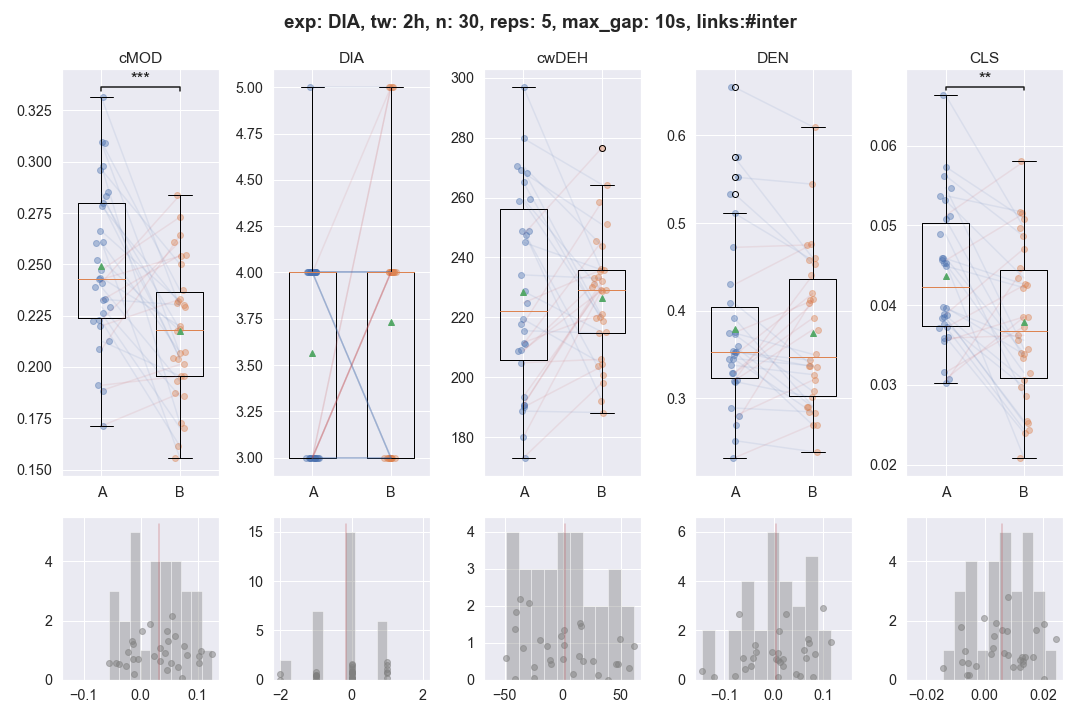 exp: DIA, tw: 2h, n: 30, reps: 5, max_gap: 10s, links:#inter
cMOD DIA cwDEH DEN CLS
*** **
0.325 0.300 0.275 0.250 0.225 0.200 0.175 0.150
A B
5.00 4.75 4.50 4.25 4.00 3.75 3.50 3.25 3.00
A B
300 280 260 240 220 200 180
A B
0.6 0.5 0.4 0.3
A B
0.06 0.05 0.04 0.03 0.02
A B
4 2 0
−0.1 0.0 0.1
15 10 5 0
−2 0 2
4 3 2 1 0
−50 0 50
6 4 2 0
−0.1 0.0 0.1
4 2 0
−0.02 0.00 0.02